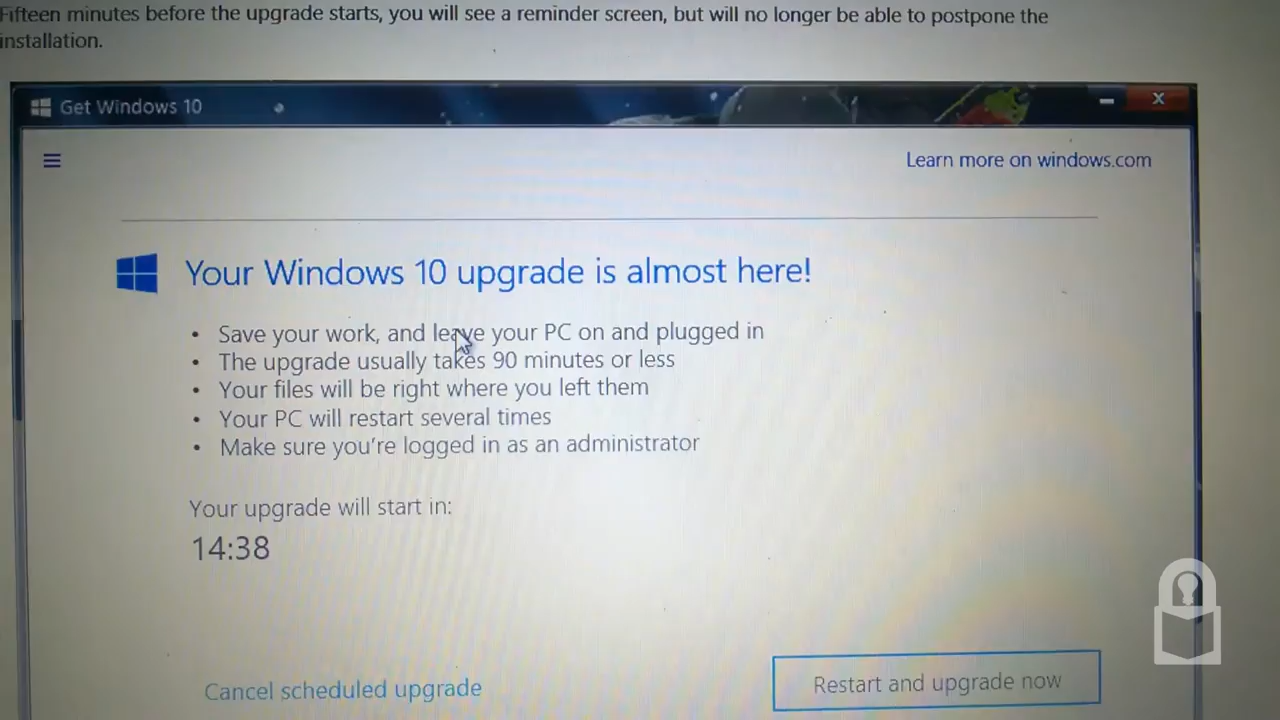 Fifteen minutes before the upgrade starts, you will see a reminder screen, but will no longer be able to postpone the
installation.
Get Windows 10
Learn more on windows.com
Your Windows 10 upgrade is almost here!
• Save your work, and leave your PC on and plugged in
• The upgrade usually takes 90 minutes or less
• Your files will be right where you left them
• Your PC will restart several times
• Make sure you're logged in as an administrator
Your upgrade will start in:
14:38
Cancel scheduled upgrade
Restart and upgrade now